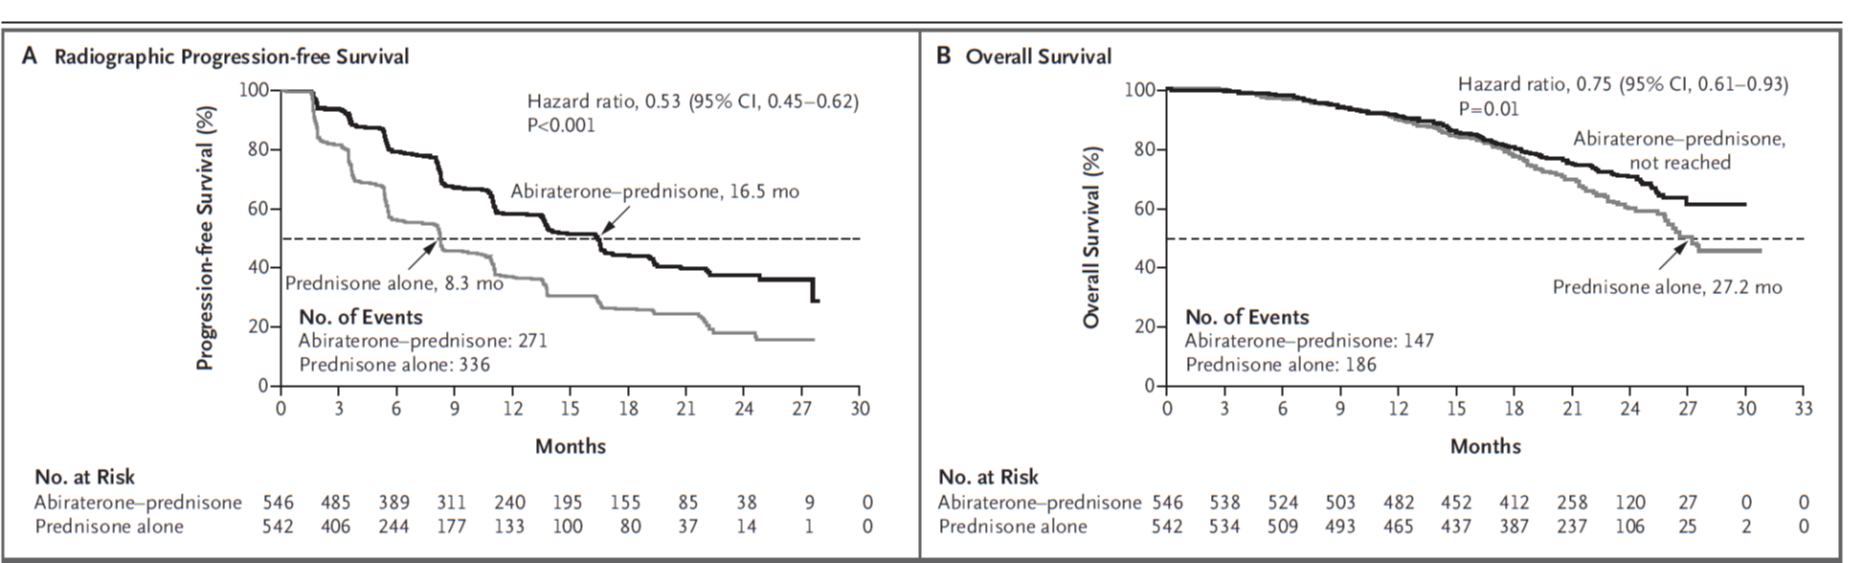 A Radiographic Progression-free Survival
Progression-free Survival (%)
100
80
60
40
20
0
Hazard ratio, 0.53 (95% CI, 0.45–0.62)
P<0.001
Abiraterone–prednisone, 16.5 mo
Prednisone alone, 8.3 mo
No. of Events
Abiraterone–prednisone: 271
Prednisone alone: 336
0 3 6 9 12 15 18 21 24 27 30
Months
No. at Risk
Abiraterone–prednisone 546 485 389 311 240 195 155 85 38 9 0
Prednisone alone 542 406 244 177 133 100 80 37 14 1 0
B Overall Survival
Overall Survival (%)
100
80
60
40
20
0
Hazard ratio, 0.75 (95% CI, 0.61–0.93)
P=0.01
Abiraterone–prednisone,
not reached
Prednisone alone, 27.2 mo
No. of Events
Abiraterone–prednisone: 147
Prednisone alone: 186
0 3 6 9 12 15 18 21 24 27 30 33
Months
No. at Risk
Abiraterone–prednisone 546 538 524 503 482 452 412 258 120 27 0 0
Prednisone alone 542 534 509 493 465 437 387 237 106 25 2 0